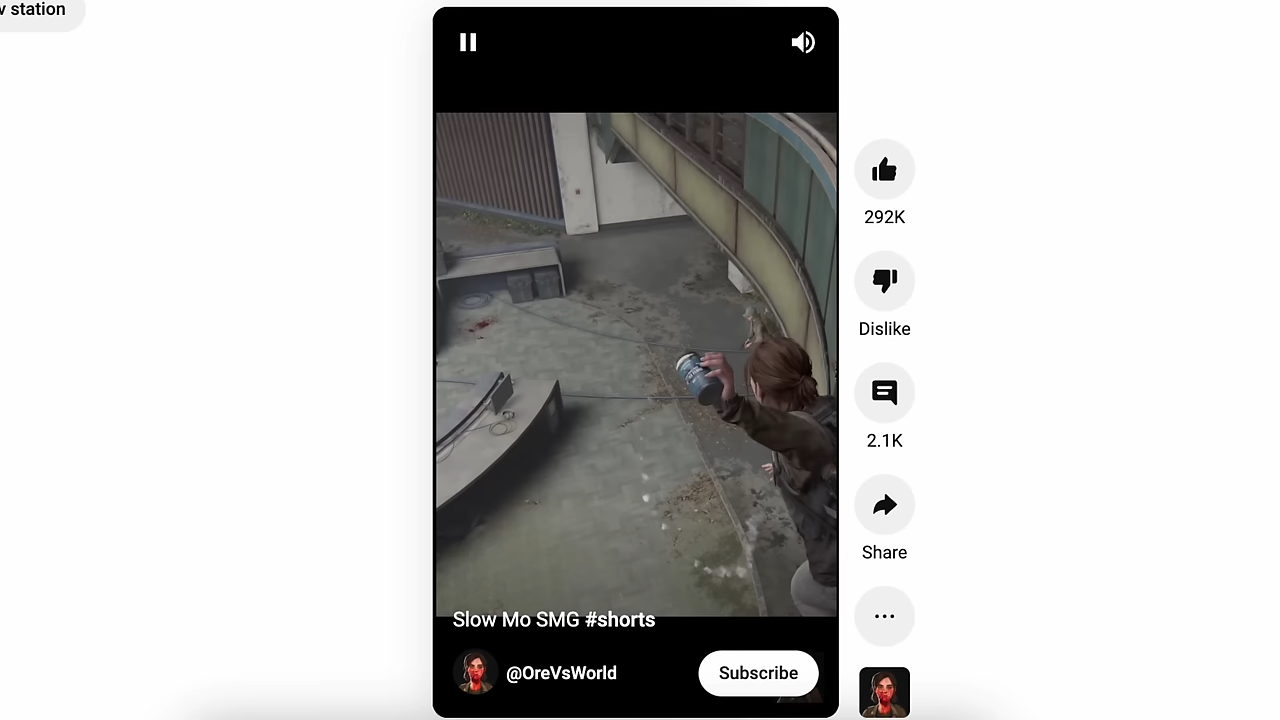 v station
292K
Dislike
2.1K
Share
Slow Mo SMG #shorts
@OreVsWorld
Subscribe